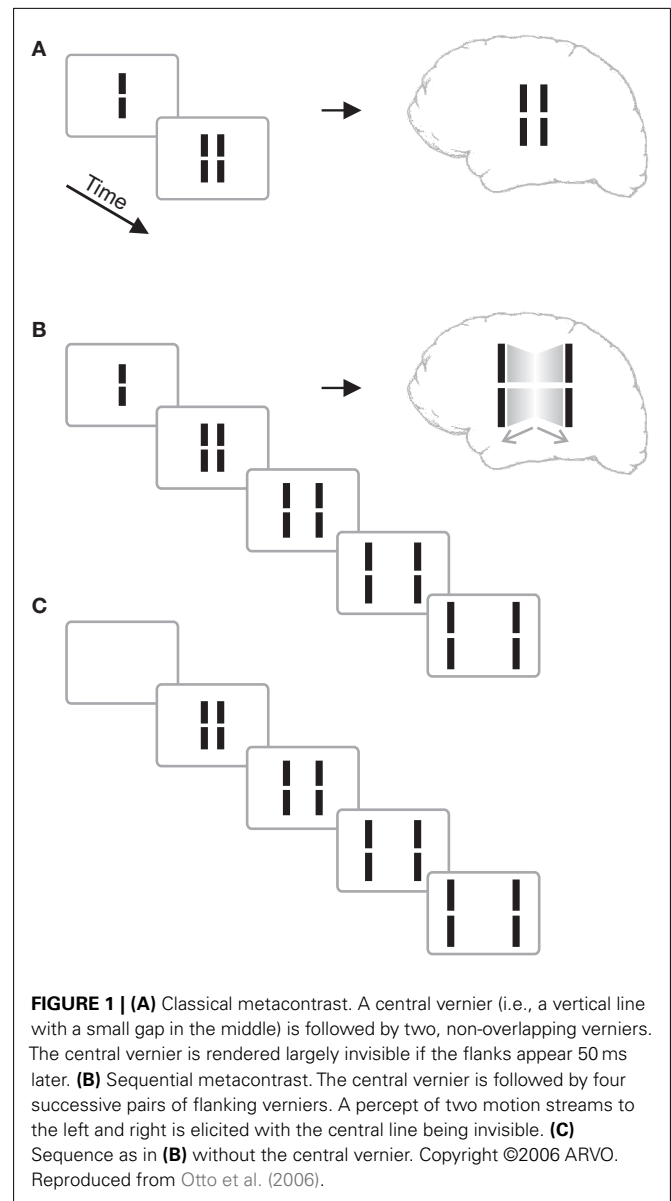 A
Time
B
C
FIGURE 1 | (A) Classical metacontrast. A central vernier (i.e., a vertical line
with a small gap in the middle) is followed by two, non-overlapping verniers.
The central vernier is rendered largely invisible if the flanks appear 50 ms
later. (B) Sequential metacontrast. The central vernier is followed by four
successive pairs of flanking verniers. A percept of two motion streams to
the left and right is elicited with the central line being invisible. (C)
Sequence as in (B) without the central vernier. Copyright ©2006 ARVO.
Reproduced from Otto et al. (2006).